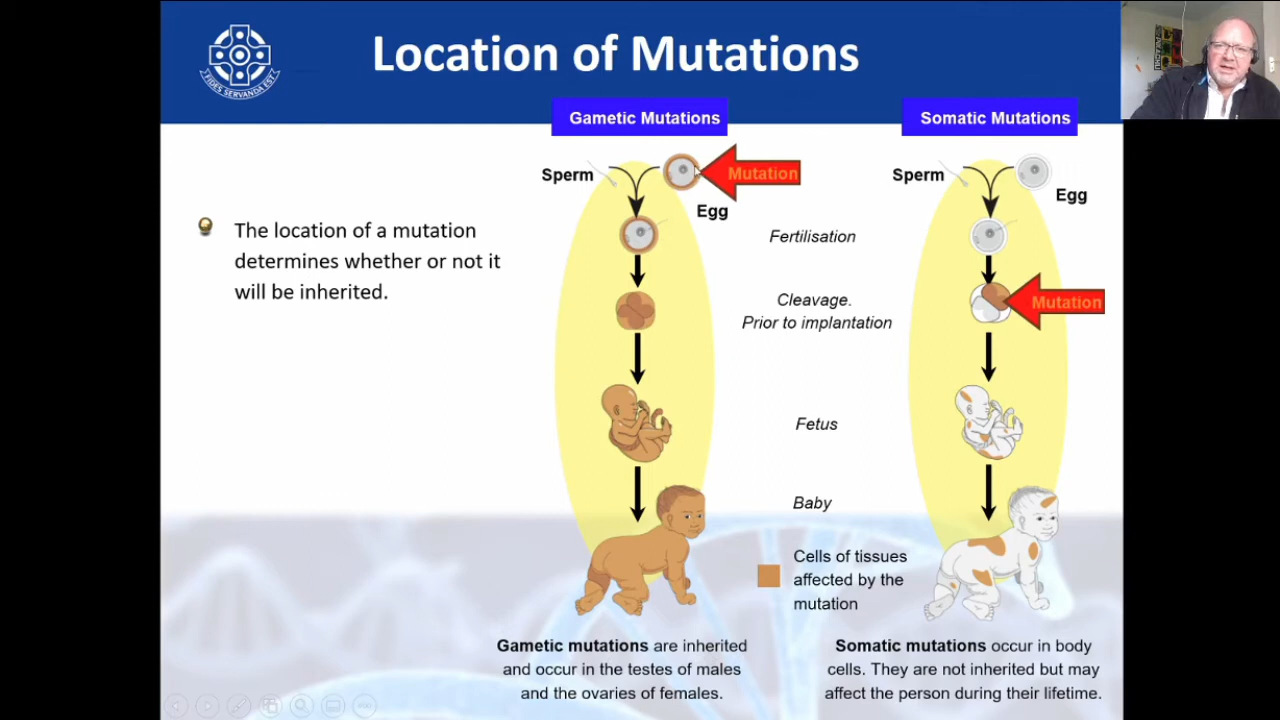 FIDES SERVANDA EST
Location of Mutations
Gametic Mutations
Somatic Mutations
Sperm
Mutation
Egg
Sperm
Egg
The location of a mutation
determines whether or not it
will be inherited.
Fertilisation
Cleavage.
Prior to implantation
Mutation
Fetus
Baby
Cells of tissues
affected by the
mutation
Gametic mutations are inherited
and occur in the testes of males
and the ovaries of females.
Somatic mutations occur in body
cells. They are not inherited but may
affect the person during their lifetime.